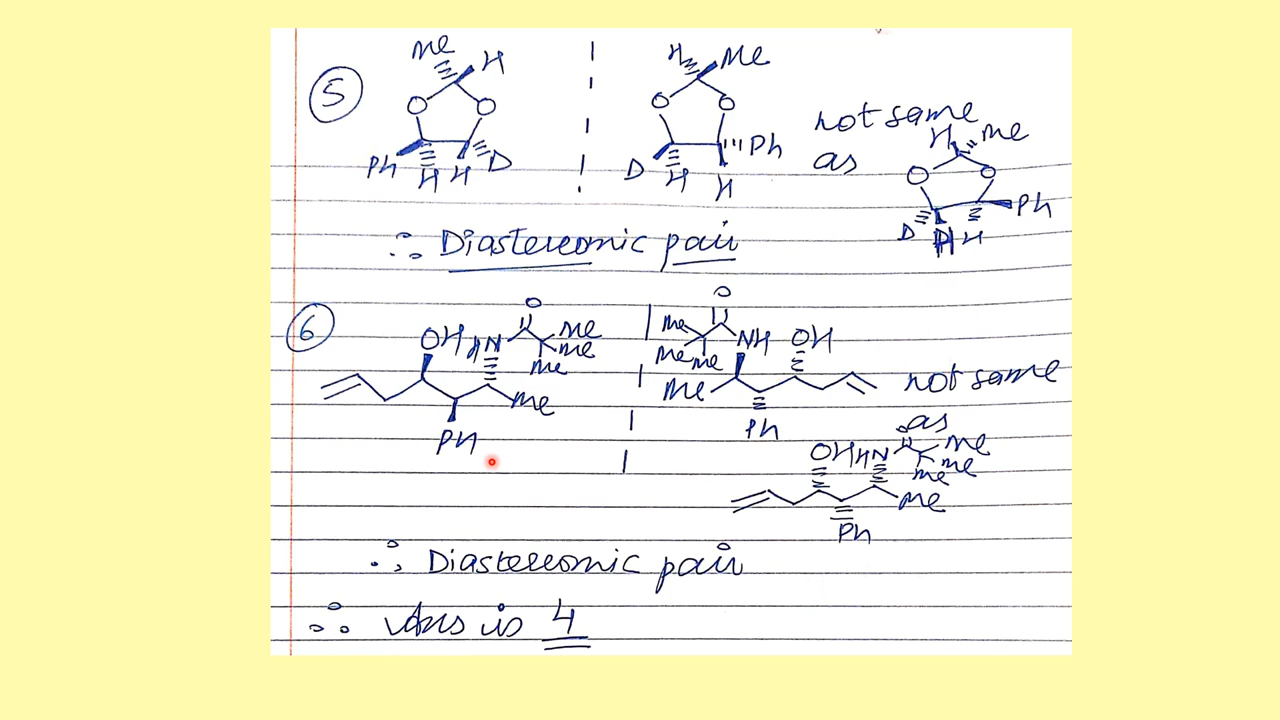 5
Me H H Me
O O O O
Ph H H D D H H Ph
not same
as
H Me
O O
D H H Ph
∴ Diastereomic pair
6
OH HN O Me Me Me
Me Me Me O NH OH
Me Me
Ph Ph
not same
as
OH HN O Me Me Me
Me
Ph
∴ Diastereomic pair
∴ Ans is 4